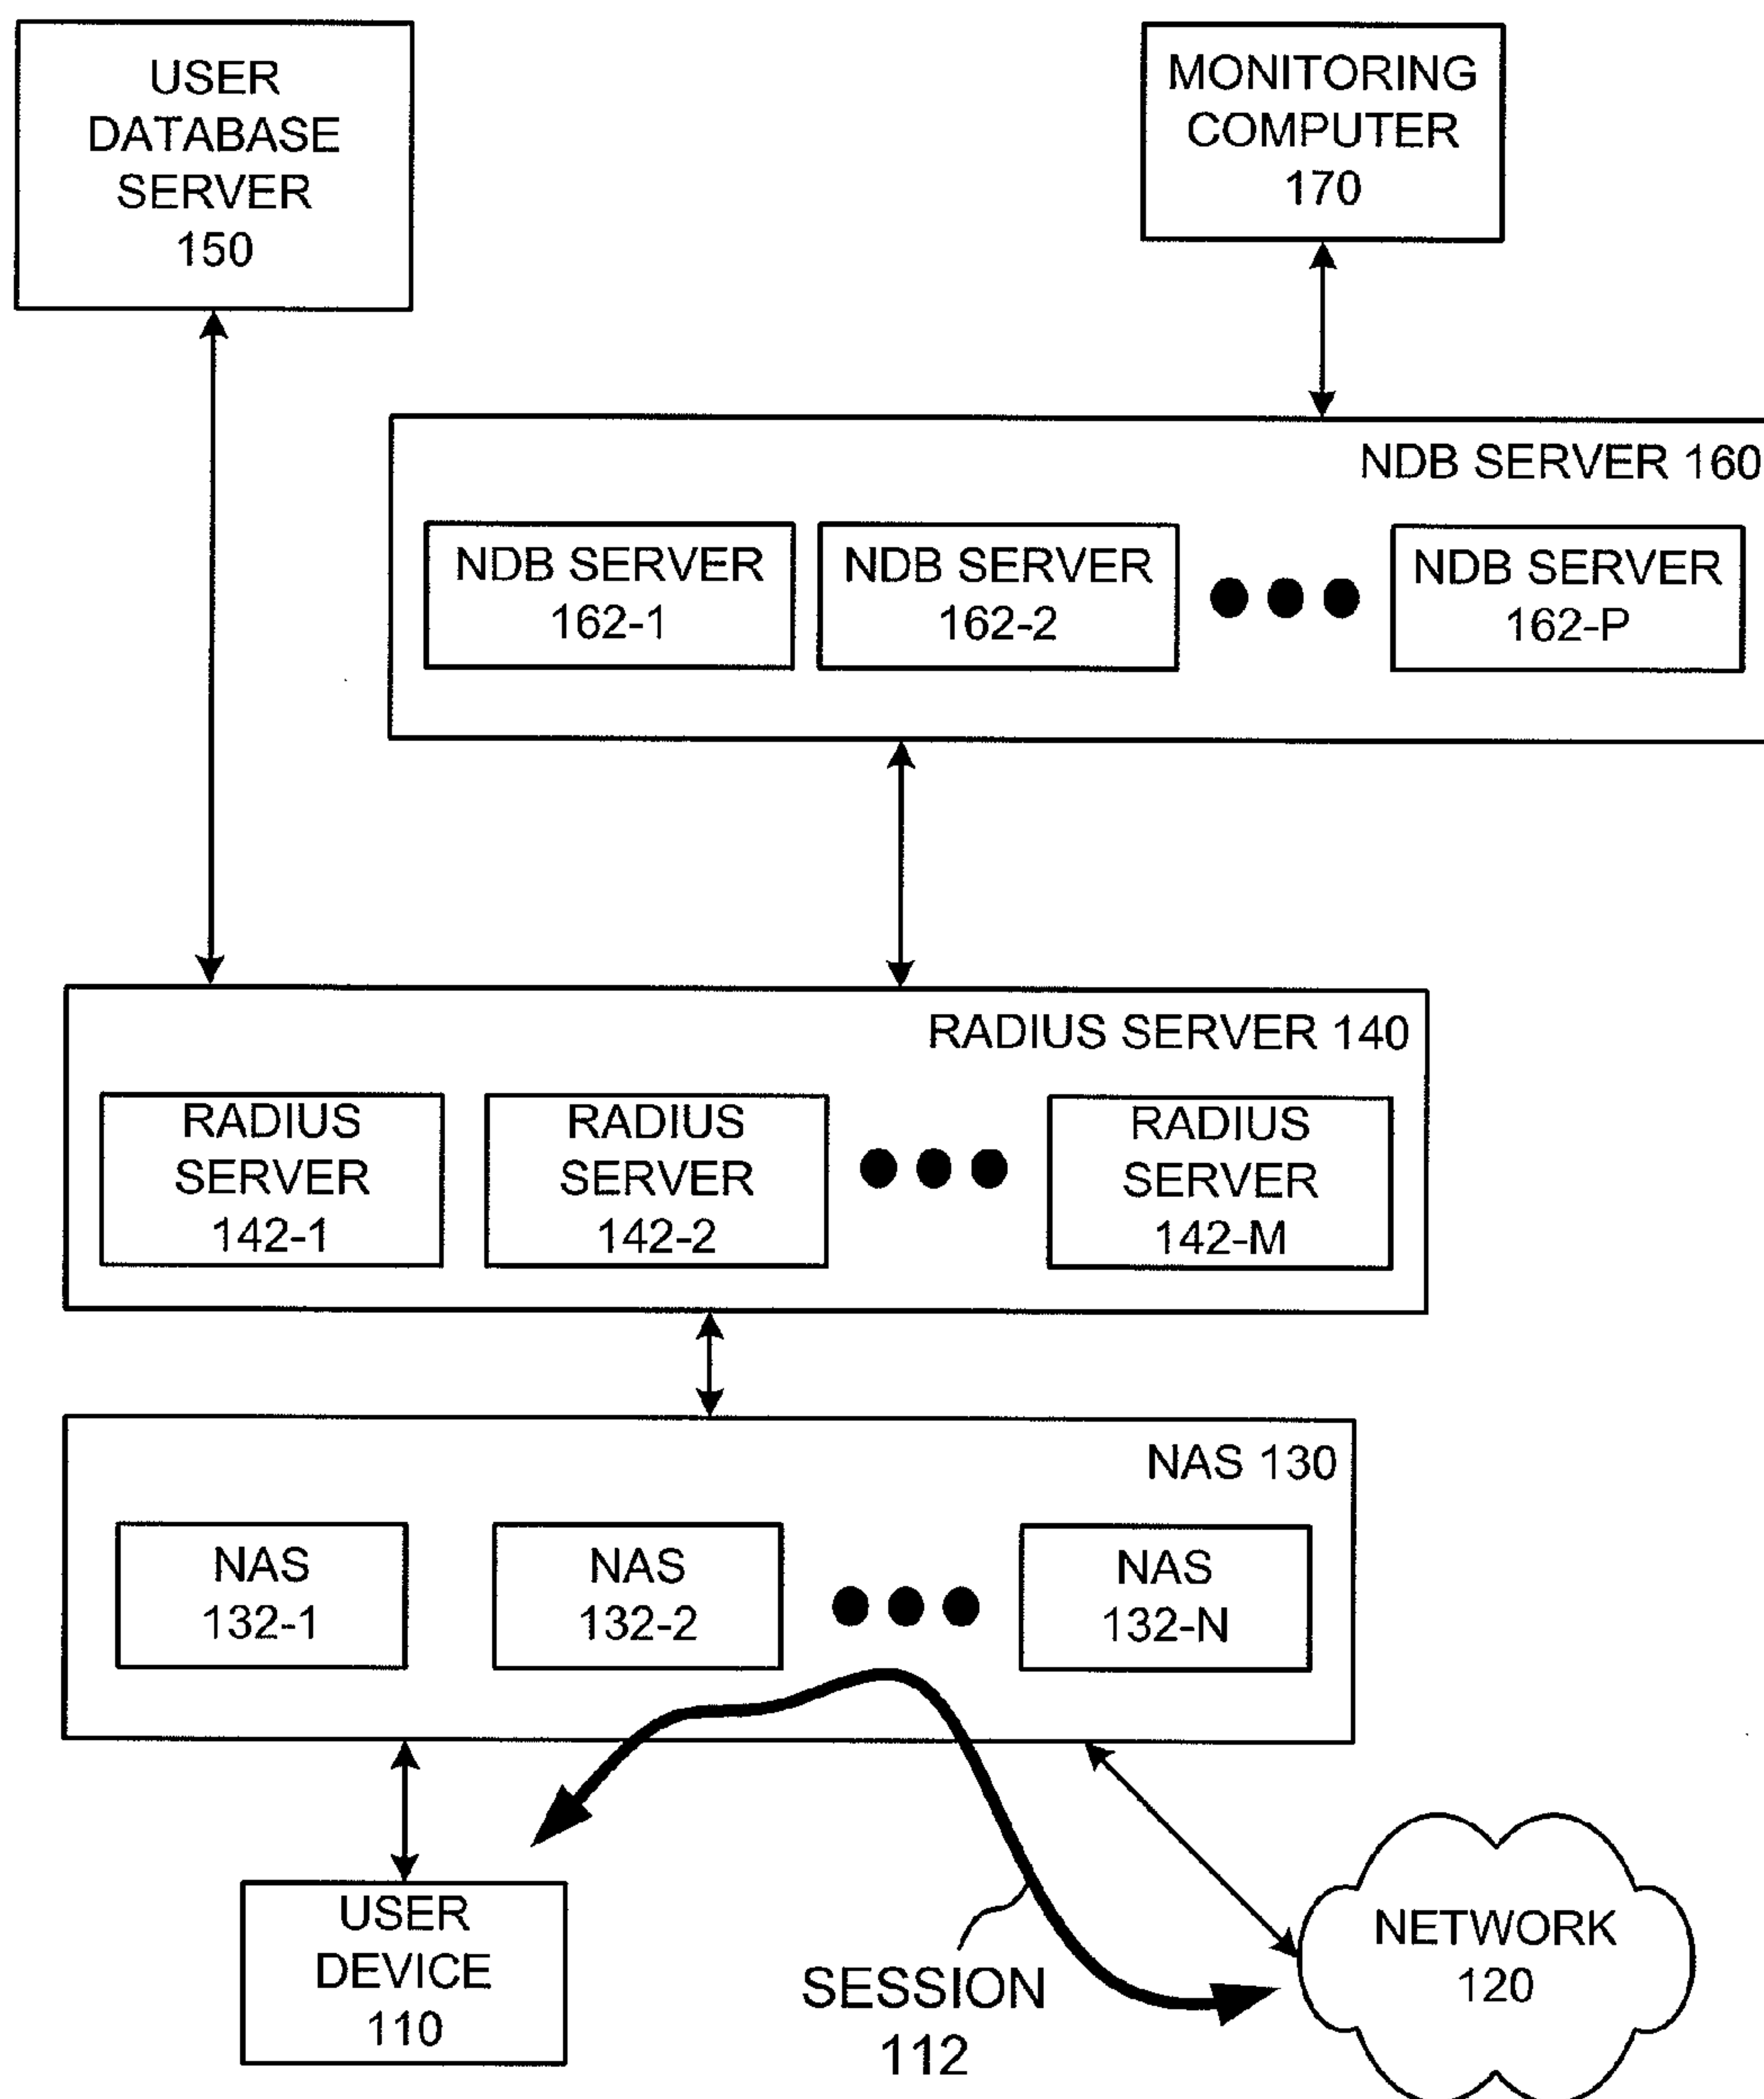 USER
DATABASE
SERVER
150
MONITORING
COMPUTER
170
NDB SERVER 160
NDB SERVER
162-1
NDB SERVER
162-2
NDB SERVER
162-P
RADIUS SERVER 140
RADIUS
SERVER
142-1
RADIUS
SERVER
142-2
RADIUS
SERVER
142-M
NAS 130
NAS
132-1
NAS
132-2
NAS
132-N
USER
DEVICE
110
SESSION
112
NETWORK
120